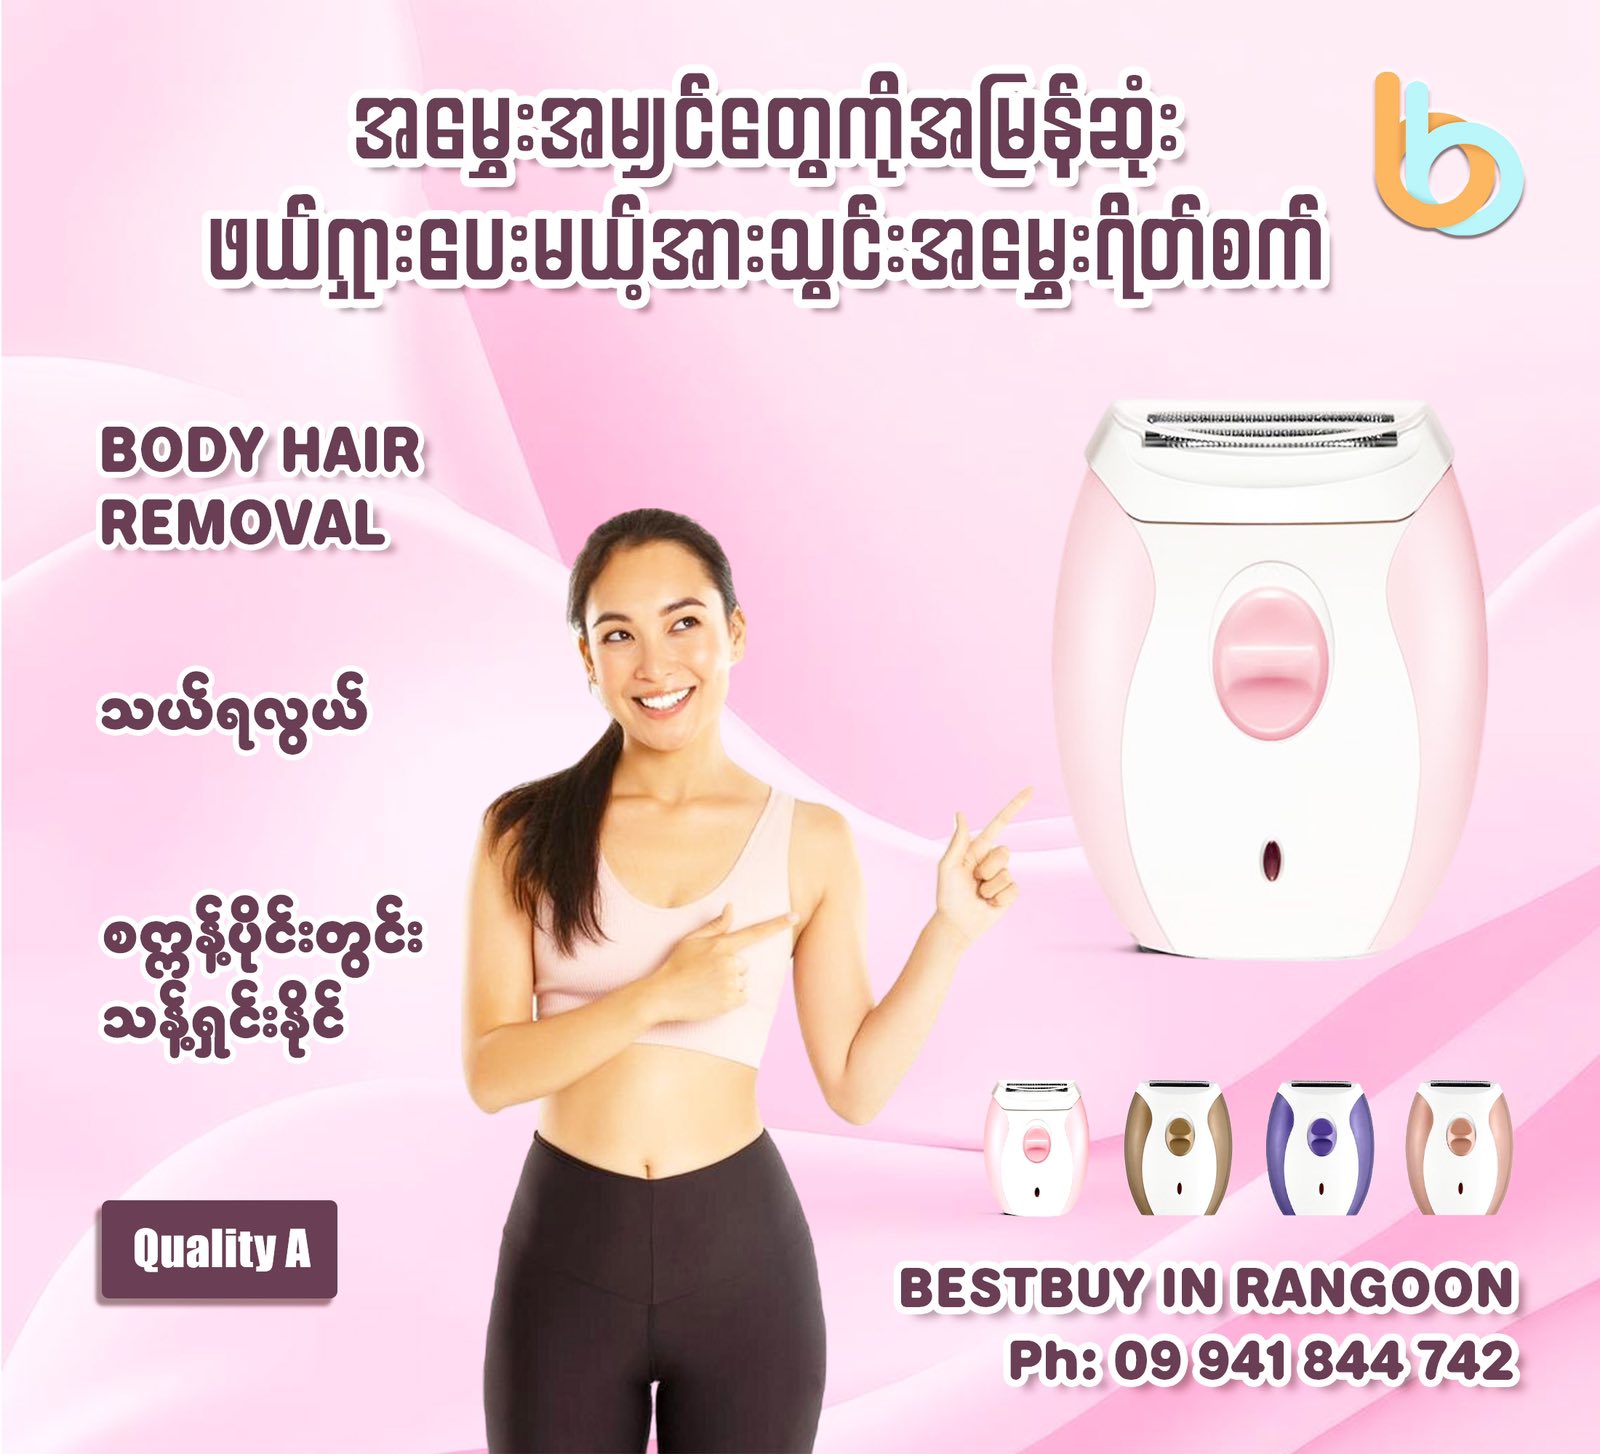 အမွှေးအမျှင်တွေကိုအမြန်ဆုံး
ဖယ်ရှားပေးမယ့်အားသွင်းအမွှေးရိတ်စက်
BODY HAIR
REMOVAL
သယ်ရလွယ်
စက္ကန့်ပိုင်းတွင်း
သန့်ရှင်းနိုင်
Quality A
BESTBUY IN RANGOON
Ph: 09 941 844 742